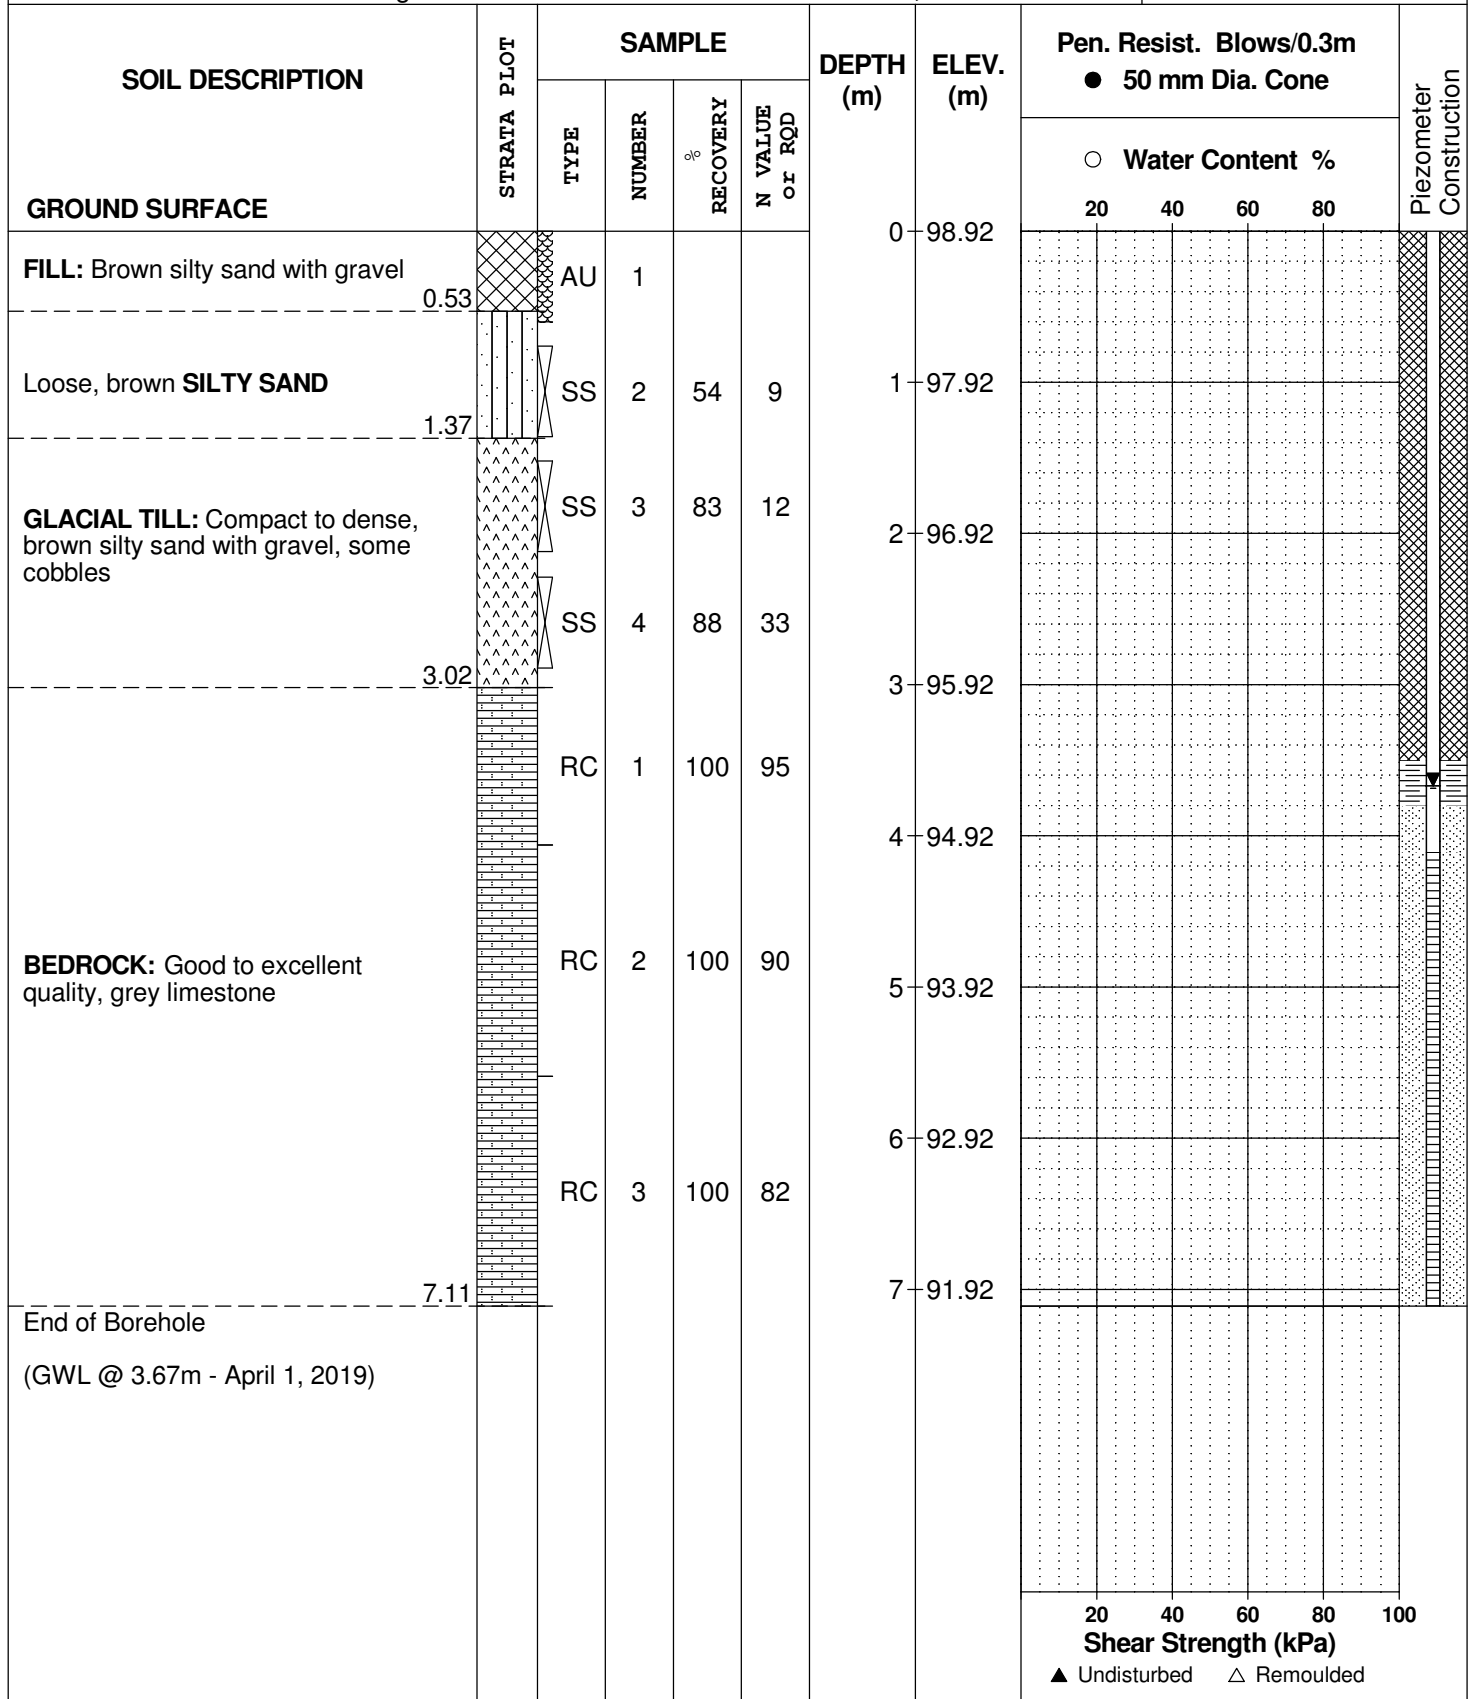 SOIL DESCRIPTION
GROUND SURFACE
STRATA PLOT
SAMPLE
TYPE
NUMBER
%
RECOVERY
N VALUE
or RQD
DEPTH
(m)
ELEV.
(m)
Pen. Resist. Blows/0.3m
● 50 mm Dia. Cone
○ Water Content %
20 40 60 80
Piezometer
Construction
0 98.92
FILL: Brown silty sand with gravel
0.53
AU 1
Loose, brown SILTY SAND
1.37
SS 2 54 9
1 97.92
GLACIAL TILL: Compact to dense,
brown silty sand with gravel, some
cobbles
3.02
SS 3 83 12
2 96.92
SS 4 88 33
3 95.92
RC 1 100 95
4 94.92
BEDROCK: Good to excellent
quality, grey limestone
RC 2 100 90
5 93.92
6 92.92
RC 3 100 82
7.11
7 91.92
End of Borehole
(GWL @ 3.67m - April 1, 2019)
20 40 60 80 100
Shear Strength (kPa)
▲ Undisturbed △ Remoulded